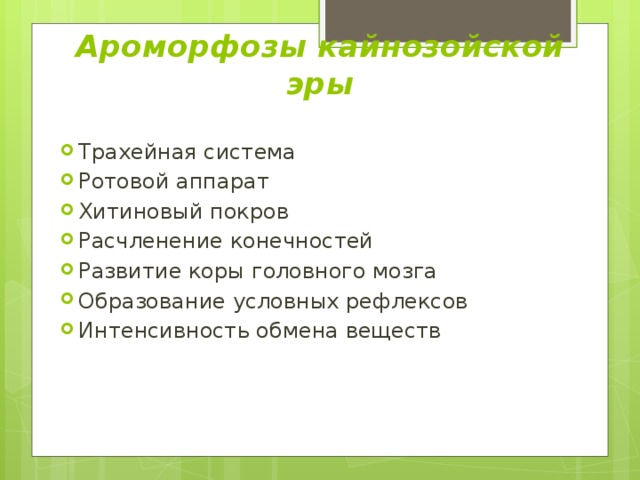 Ароморфозы кайнозойской
эры
Трахейная система
Ротовой аппарат
Хитиновый покров
Расчленение конечностей
Развитие коры головного мозга
Образование условных рефлексов
Интенсивность обмена веществ